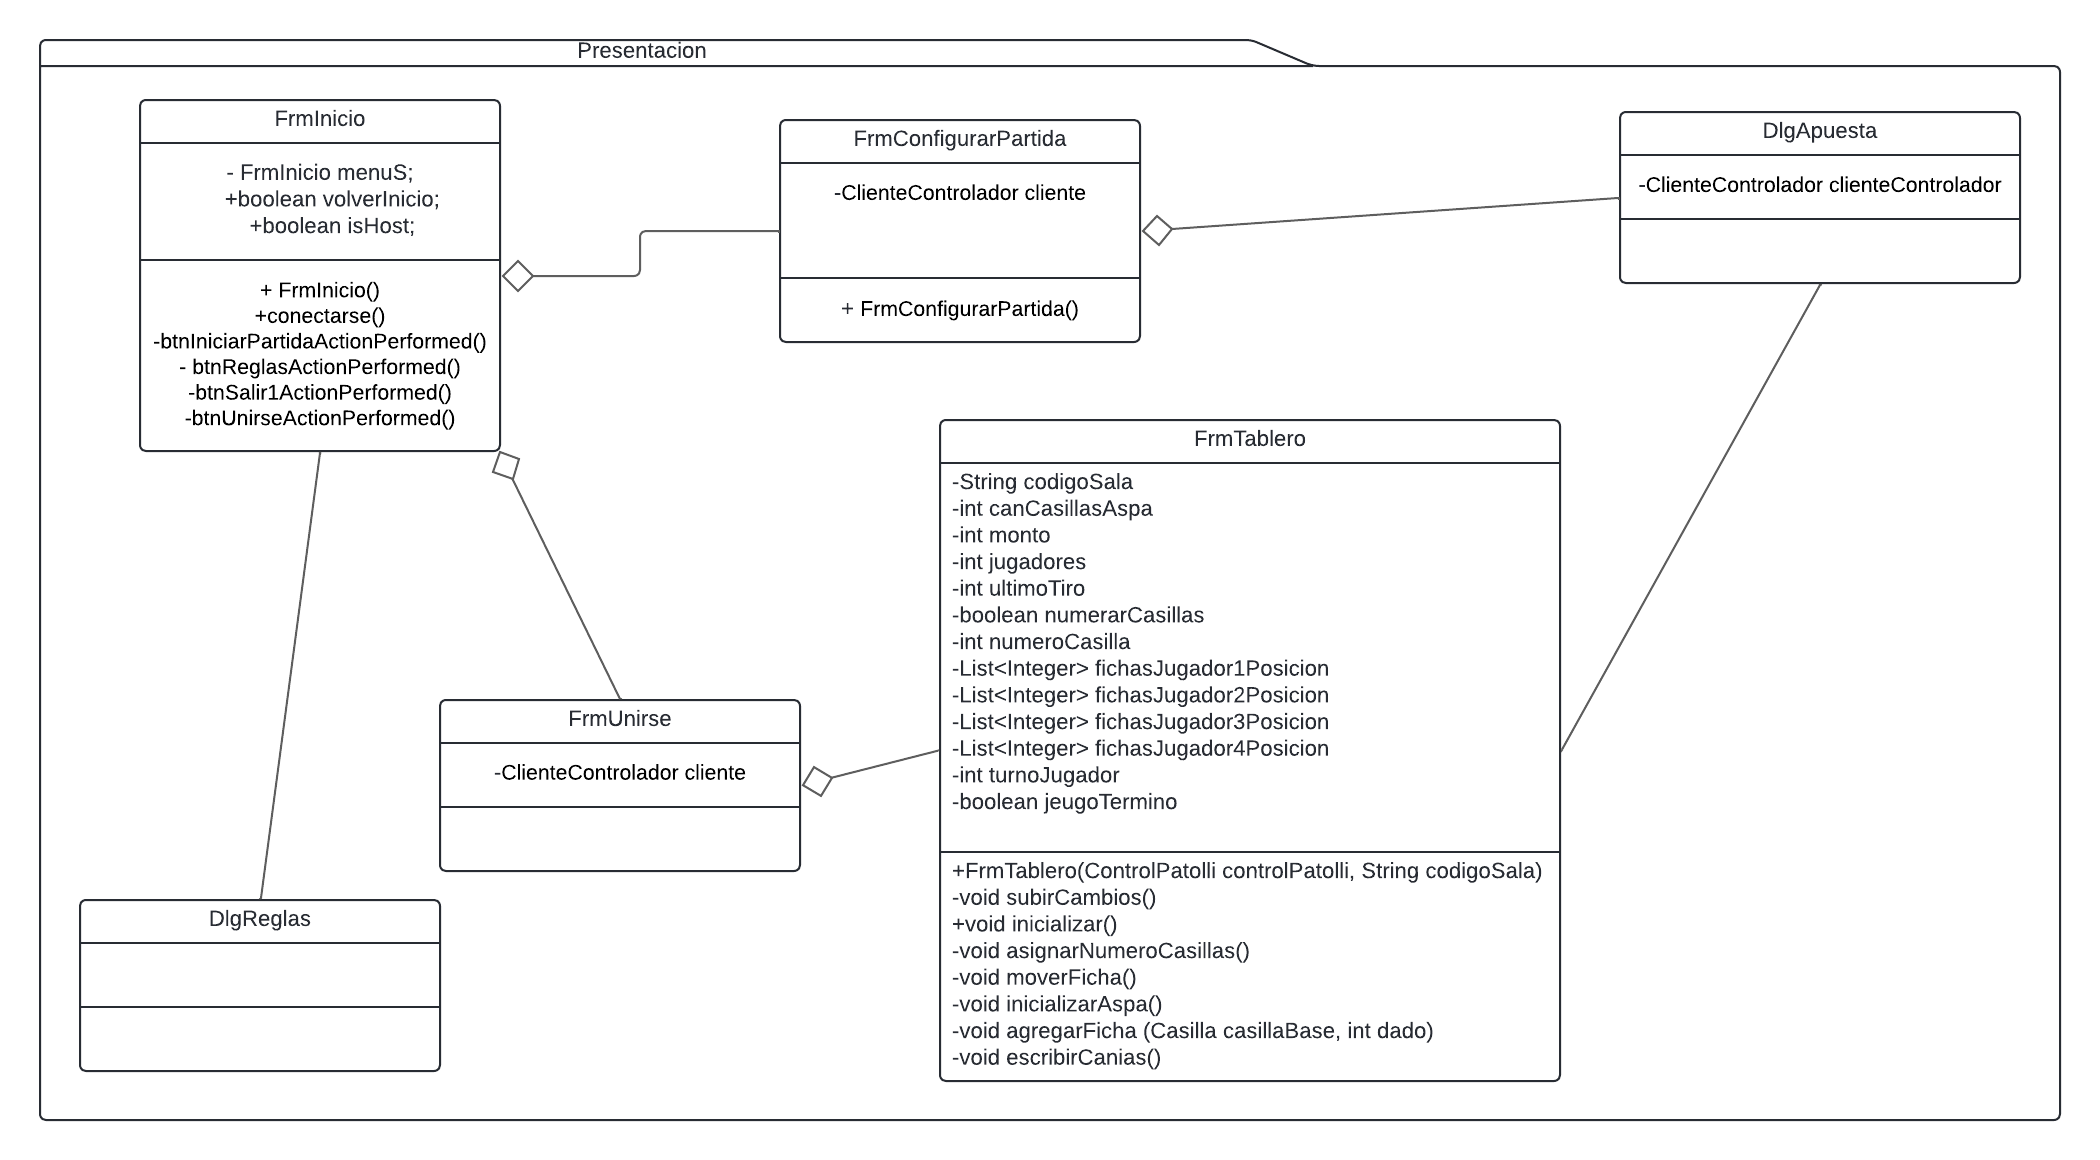 Presentacion
FrmInicio
- FrmInicio menuS;
+boolean volverInicio;
+boolean isHost;
+ FrmInicio()
+conectarse()
-btnIniciarPartidaActionPerformed()
- btnReglasActionPerformed()
-btnSalir1ActionPerformed()
-btnUnirseActionPerformed()
FrmConfigurarPartida
-ClienteControlador cliente
+ FrmConfigurarPartida()
DlgApuesta
-ClienteControlador clienteControlador
FrmTablero
-String codigoSala
-int canCasillasAspa
-int monto
-int jugadores
-int ultimoTiro
-boolean numerarCasillas
-int numeroCasilla
-List<Integer> fichasJugador1Posicion
-List<Integer> fichasJugador2Posicion
-List<Integer> fichasJugador3Posicion
-List<Integer> fichasJugador4Posicion
-int turnoJugador
-boolean jeugoTermino
+FrmTablero(ControlPatolli controlPatolli, String codigoSala)
-void subirCambios()
+void inicializar()
-void asignarNumeroCasillas()
-void moverFicha()
-void inicializarAspa()
-void agregarFicha (Casilla casillaBase, int dado)
-void escribirCanias()
FrmUnirse
-ClienteControlador cliente
DlgReglas